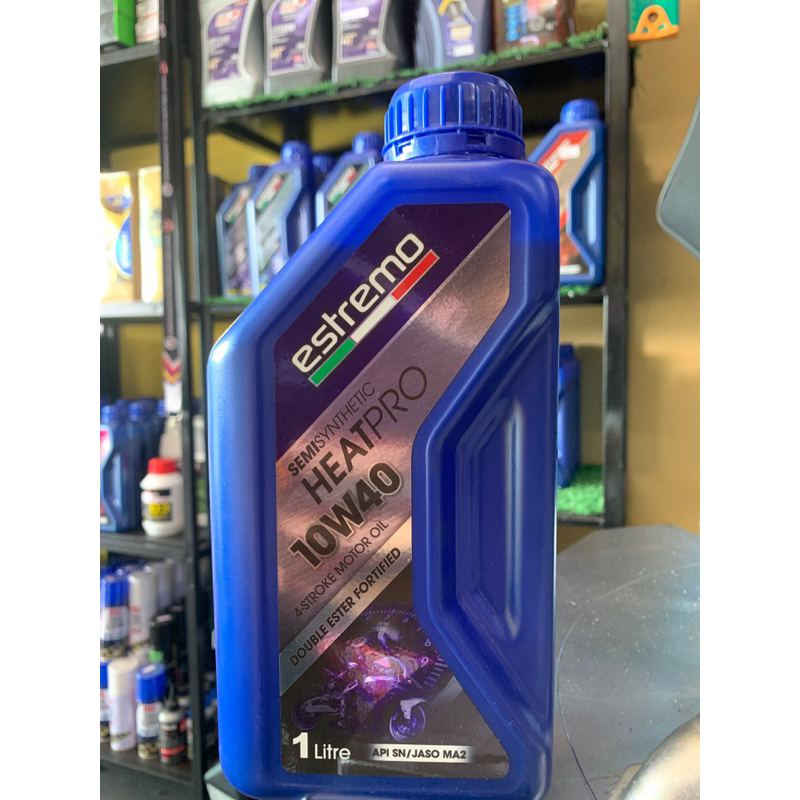 estremo
SEMISYNTHETIC
HEATPRO
10W40
4-STROKE MOTOR OIL
DOUBLE ESTER FORTIFIED
1 Litre
API SN/JASO MA2